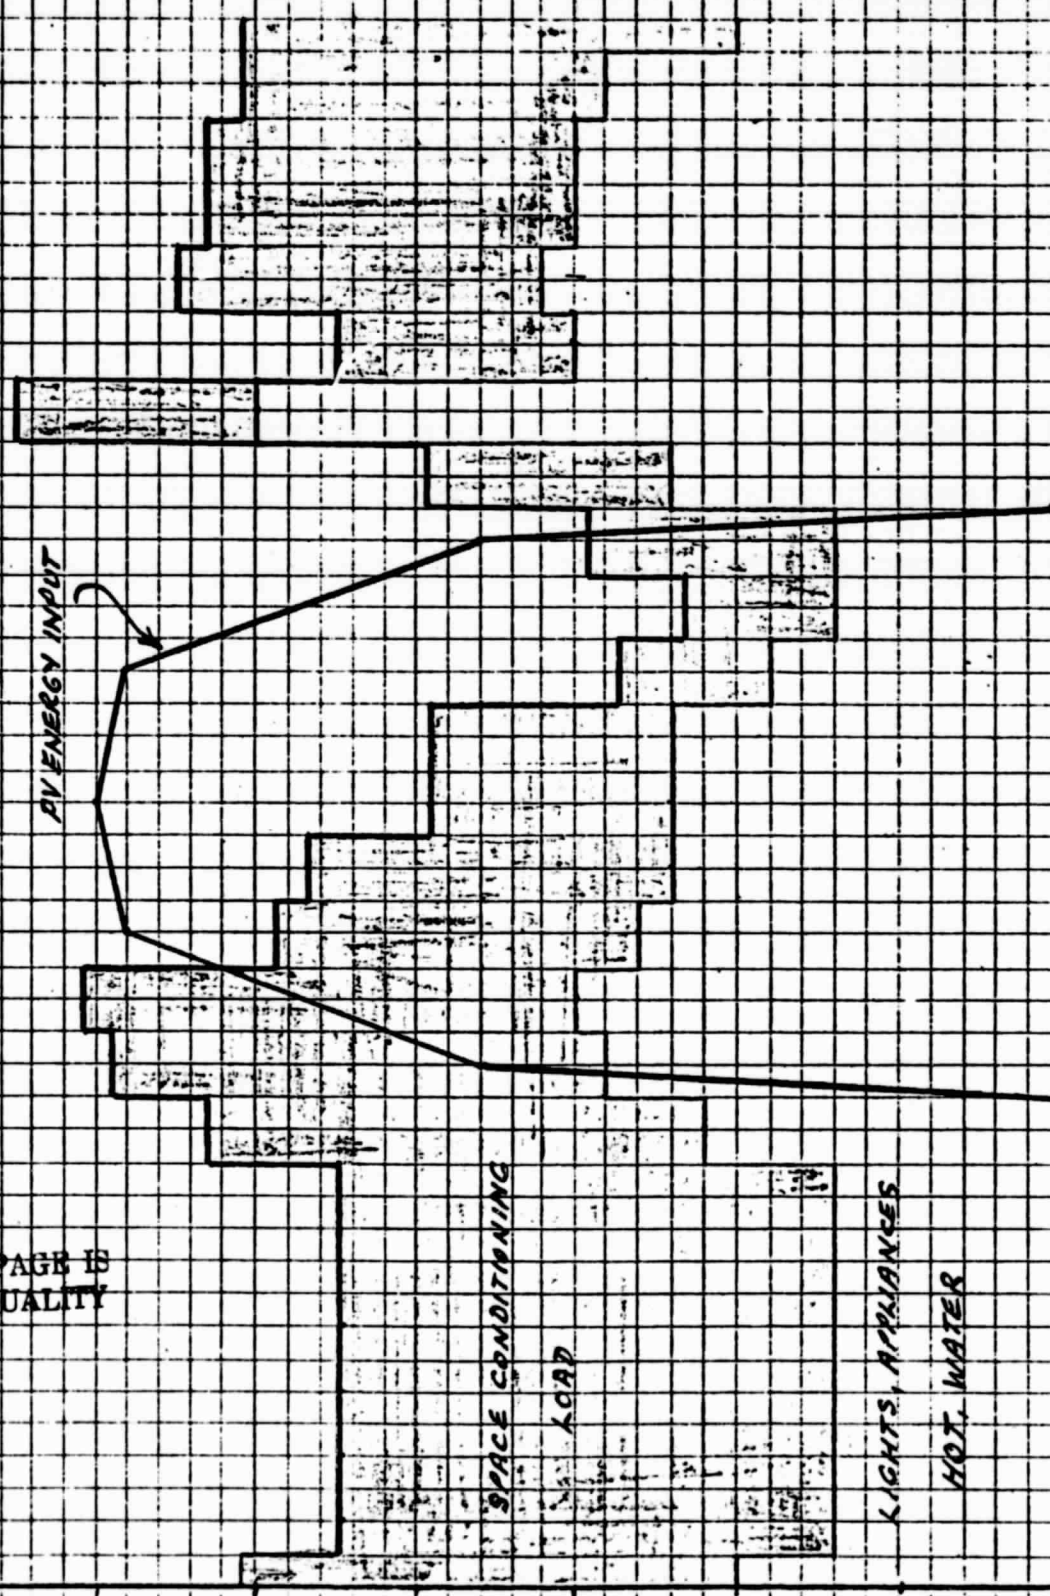 PV ENERGY INPUT
PAGE IS
UALITY
SPACE CONDITIONING
LOAD
LIGHTS, APPLIANCES
HOT, WATER